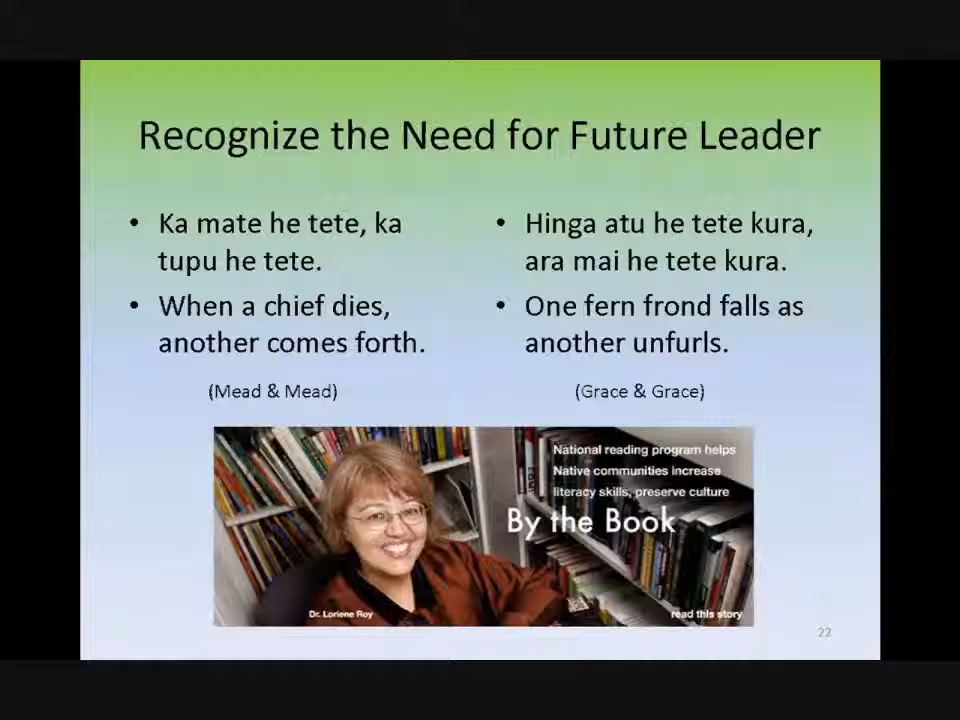 Recognize the Need for Future Leader
• Ka mate he tete, ka
tupu he tete.
• When a chief dies,
another comes forth.
(Mead & Mead)
• Hinga atu he tete kura,
ara mai he tete kura.
• One fern frond falls as
another unfurls.
(Grace & Grace)
National reading program helps
Native communities increase
literacy skills, preserve culture
By the Book
Dr. Loriene Roy
read this story
22